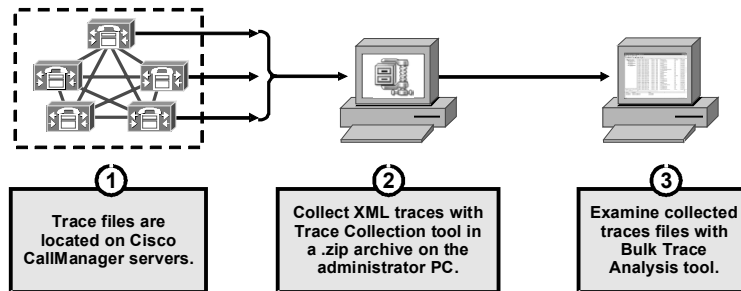 1
Trace files are
located on Cisco
CallManager servers.
2
Collect XML traces with
Trace Collection tool in
a .zip archive on the
administrator PC.
3
Examine collected
traces files with
Bulk Trace
Analysis tool.